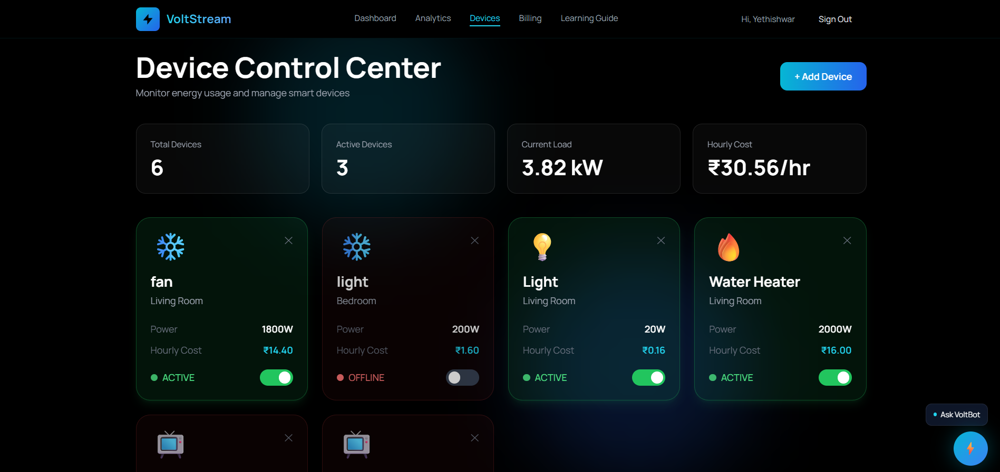 VoltStream
Dashboard Analytics Devices Billing Learning Guide
Hi, Yethishwar Sign Out
Device Control Center
Monitor energy usage and manage smart devices
+ Add Device
Total Devices
6
Active Devices
3
Current Load
3.82 kW
Hourly Cost
₹30.56/hr
fan
Living Room
Power 1800W
Hourly Cost ₹14.40
ACTIVE
light
Bedroom
Power 200W
Hourly Cost ₹1.60
OFFLINE
Light
Living Room
Power 20W
Hourly Cost ₹0.16
ACTIVE
Water Heater
Living Room
Power 2000W
Hourly Cost ₹16.00
ACTIVE
Ask VoltBot